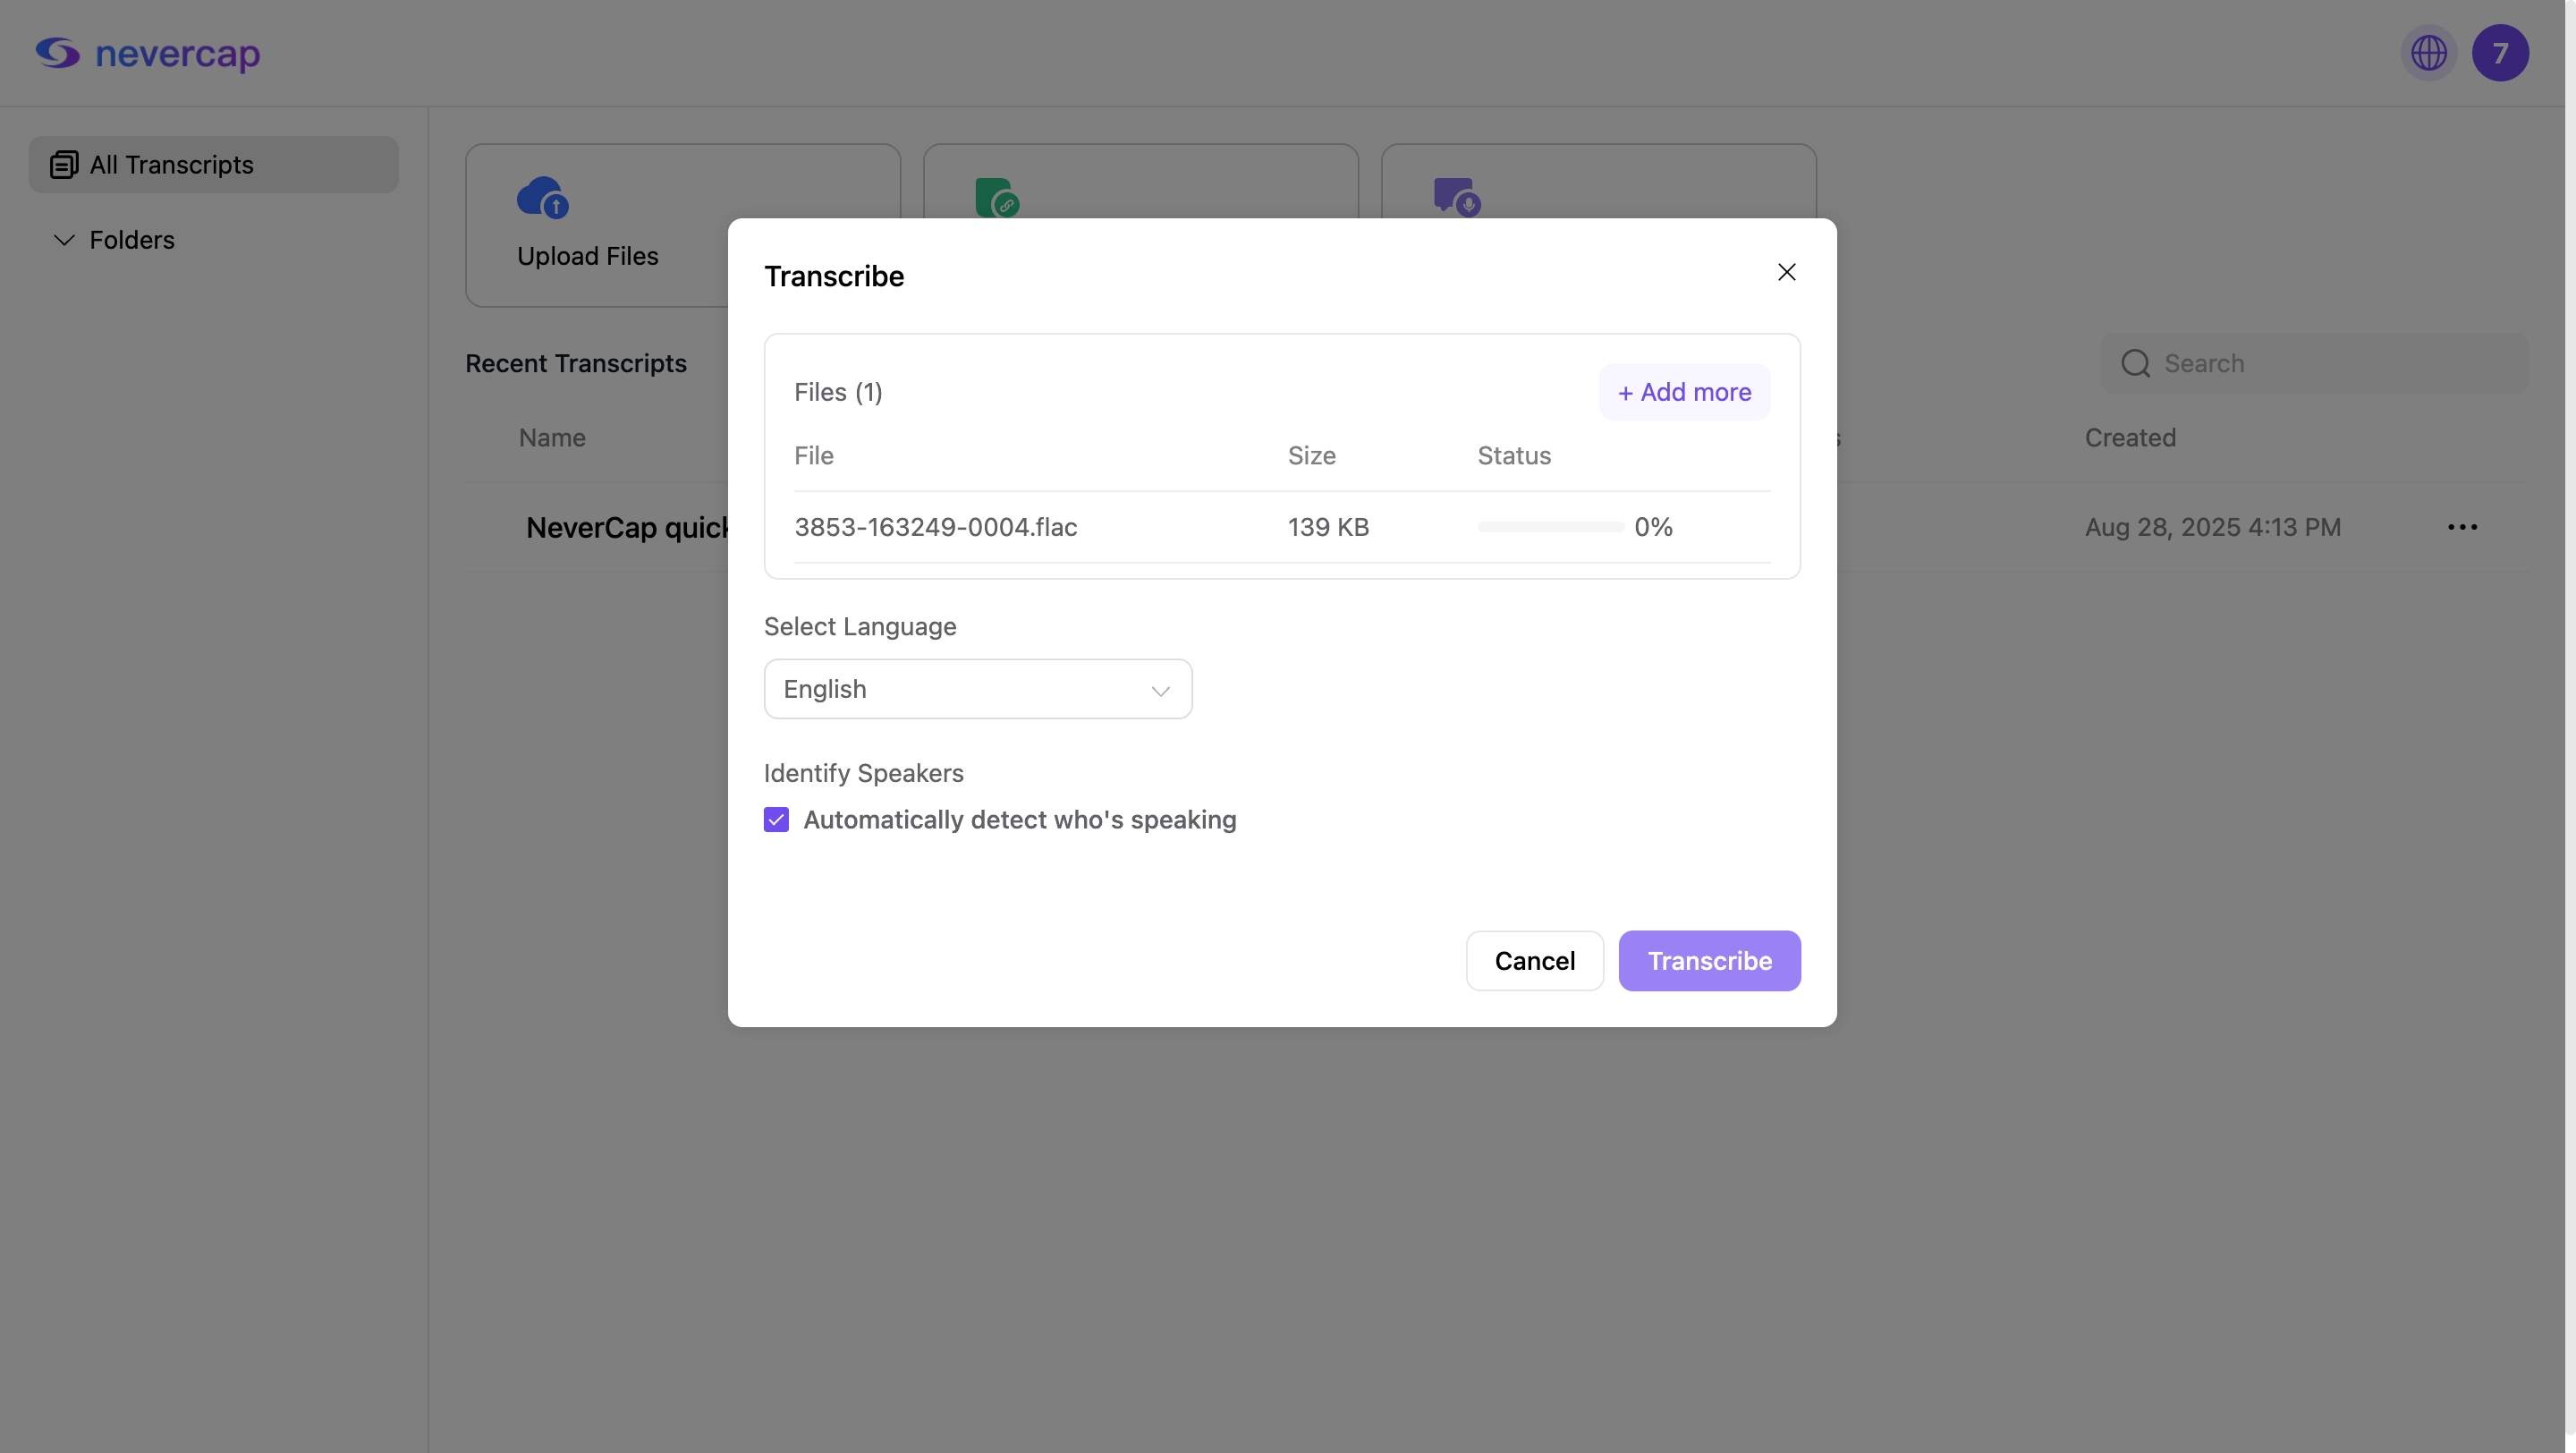 nevercap
7
All Transcripts
Folders
Upload Files
Recent Transcripts
Search
Name
Created
NeverCap quick
Aug 28, 2025 4:13 PM
Transcribe
Files (1)
+ Add more
File Size Status
3853-163249-0004.flac 139 KB 0%
Select Language
English
Identify Speakers
Automatically detect who's speaking
Cancel Transcribe